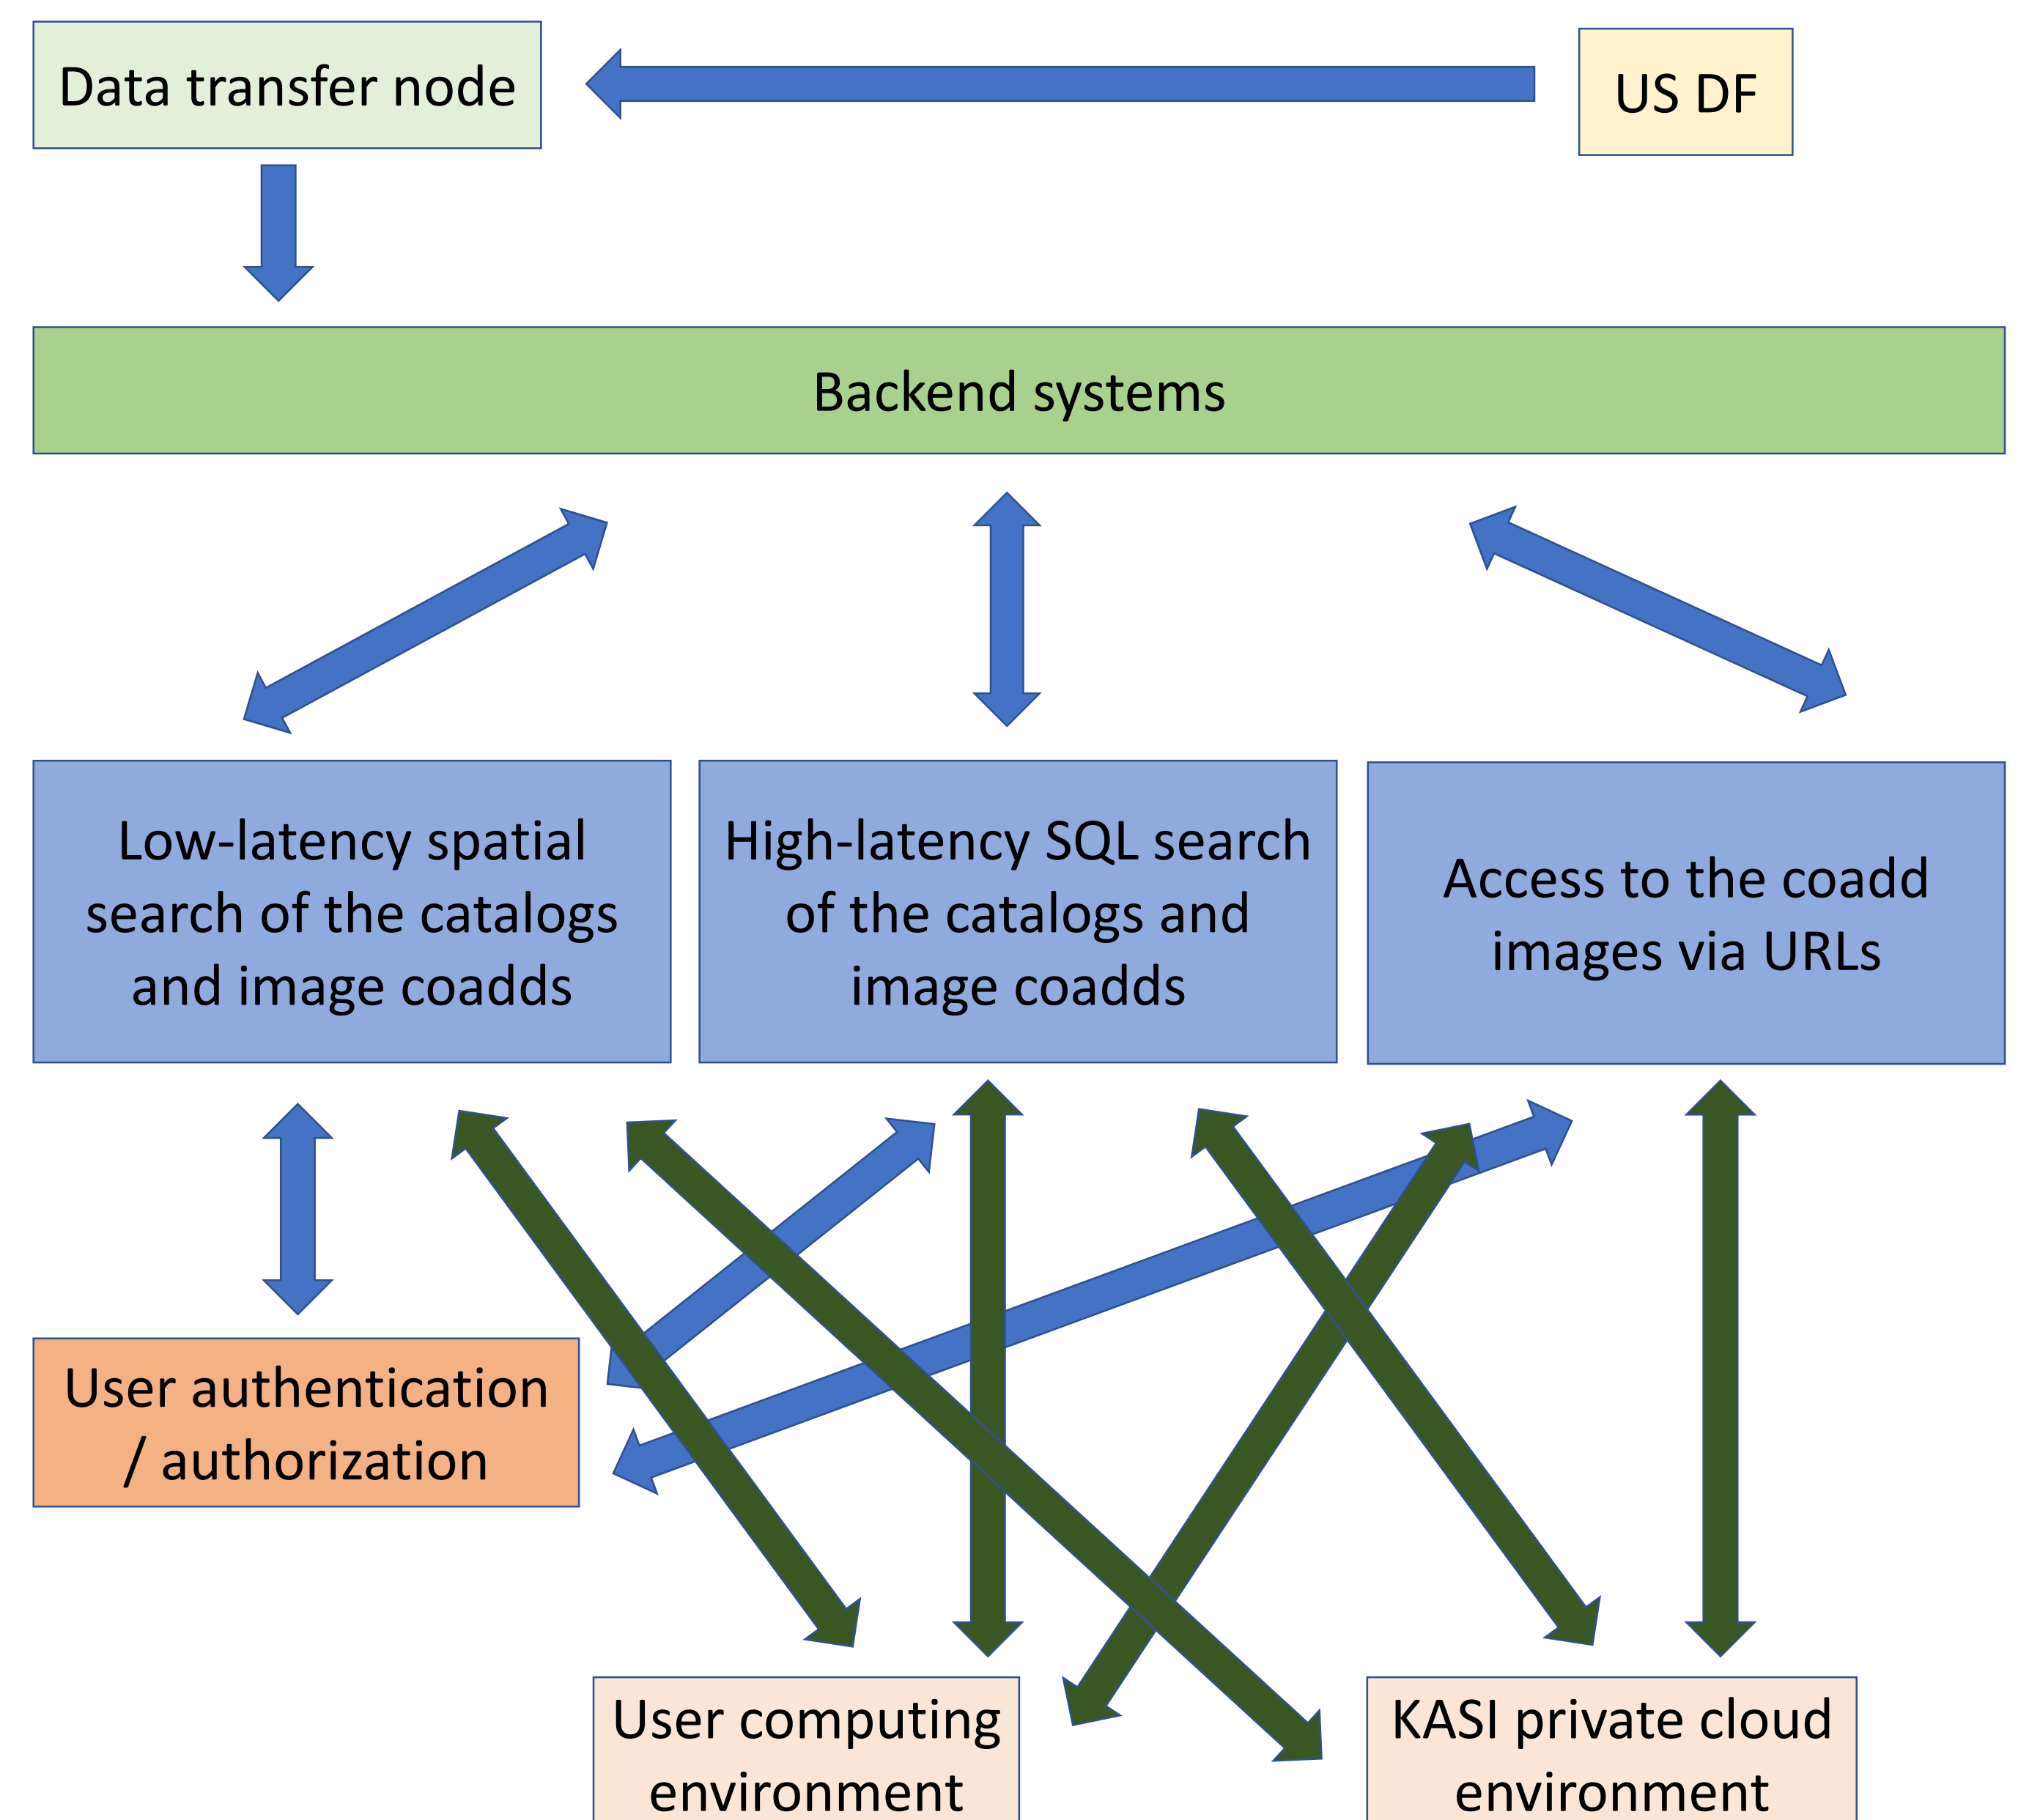 Data transfer node
US DF
Backend systems
Low-latency spatial
search of the catalogs
and image coadds
High-latency SQL search
of the catalogs and
image coadds
Access to the coadd
images via URLs
User authentication
/ authorization
User computing
environment
KASI private cloud
environment